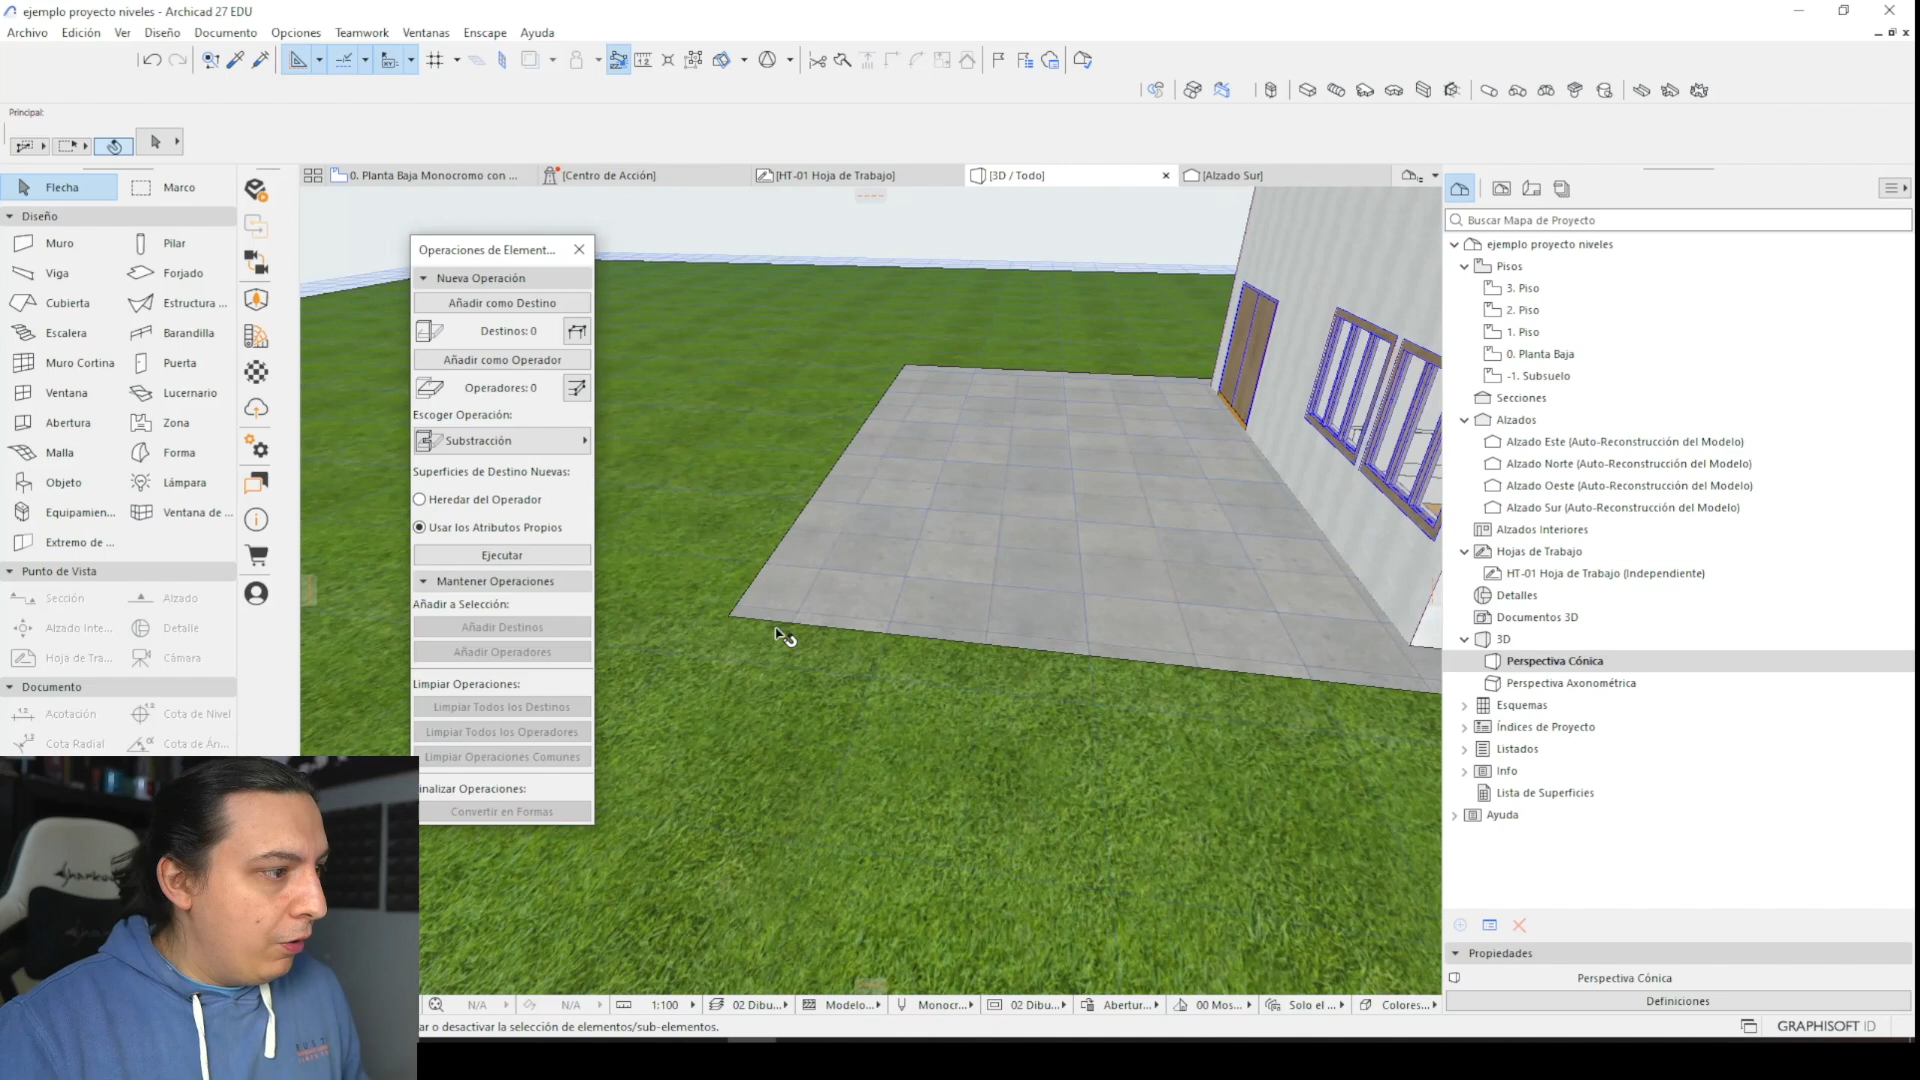 ejemplo proyecto niveles - Archicad 27 EDU
Archivo Edición Ver Diseño Documento Opciones Teamwork Ventanas Enscape Ayuda
Principal:
0. Planta Baja Monocromo con ... [Centro de Acción] [HT-01 Hoja de Trabajo] [3D / Todo] [Alzado Sur]
Flecha Marco
Diseño
Muro Pilar
Viga Forjado
Cubierta Estructura ...
Escalera Barandilla
Muro Cortina Puerta
Ventana Lucernario
Abertura Zona
Malla Forma
Objeto Lámpara
Equipamien... Ventana de ...
Extremo de ...
Punto de Vista
Sección Alzado
Alzado Inte... Detalle
Hoja de Tra... Cámara
Documento
Acotación Cota de Nivel
Cota Radial Cota de Án...
Operaciones de Element...
Nueva Operación
Añadir como Destino
Destinos: 0
Añadir como Operador
Operadores: 0
Escoger Operación:
Substracción
Superficies de Destino Nuevas:
Heredar del Operador
Usar los Atributos Propios
Ejecutar
Mantener Operaciones
Añadir a Selección:
Añadir Destinos
Añadir Operadores
Limpiar Operaciones:
Limpiar Todos los Destinos
Limpiar Todos los Operadores
Limpiar Operaciones Comunes
inalizar Operaciones:
Convertir en Formas
Buscar Mapa de Proyecto
ejemplo proyecto niveles
Pisos
3. Piso
2. Piso
1. Piso
0. Planta Baja
-1. Subsuelo
Secciones
Alzados
Alzado Este (Auto-Reconstrucción del Modelo)
Alzado Norte (Auto-Reconstrucción del Modelo)
Alzado Oeste (Auto-Reconstrucción del Modelo)
Alzado Sur (Auto-Reconstrucción del Modelo)
Alzados Interiores
Hojas de Trabajo
HT-01 Hoja de Trabajo (Independiente)
Detalles
Documentos 3D
3D
Perspectiva Cónica
Perspectiva Axonométrica
Esquemas
Índices de Proyecto
Listados
Info
Lista de Superficies
Ayuda
Propiedades
Perspectiva Cónica
Definiciones
N/A N/A 1:100 02 Dibu... Modelo... Monocr... 02 Dibu... Abertur... 00 Mos... Solo el ... Colores...
ar o desactivar la selección de elementos/sub-elementos.
GRAPHISOFT ID